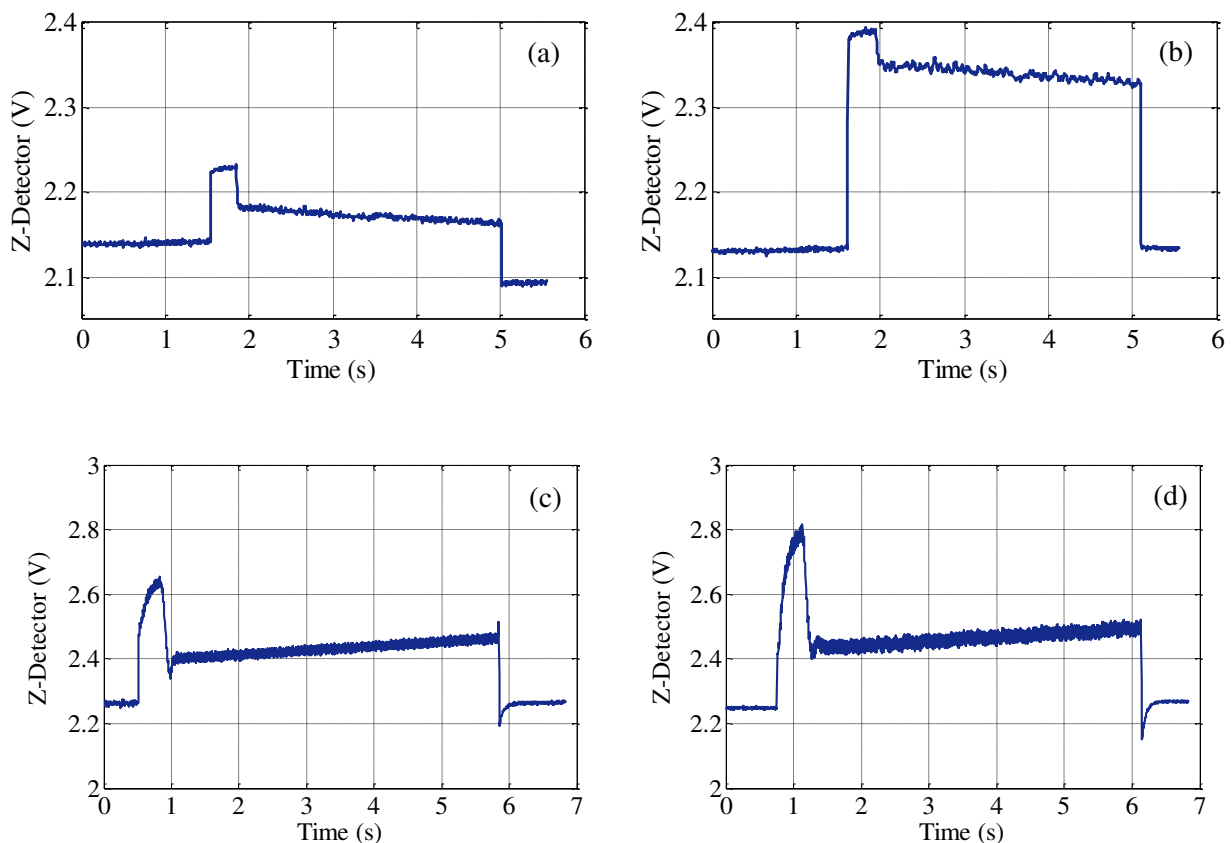 2.4
(a)
2.3
2.2
2.1
Z-Detector (V)
0 1 2 3 4 5 6
Time (s)
2.4
(b)
2.3
2.2
2.1
Z-Detector (V)
0 1 2 3 4 5 6
Time (s)
3
(c)
2.8
2.6
2.4
2.2
2
Z-Detector (V)
0 1 2 3 4 5 6 7
Time (s)
3
(d)
2.8
2.6
2.4
2.2
2
Z-Detector (V)
0 1 2 3 4 5 6 7
Time (s)